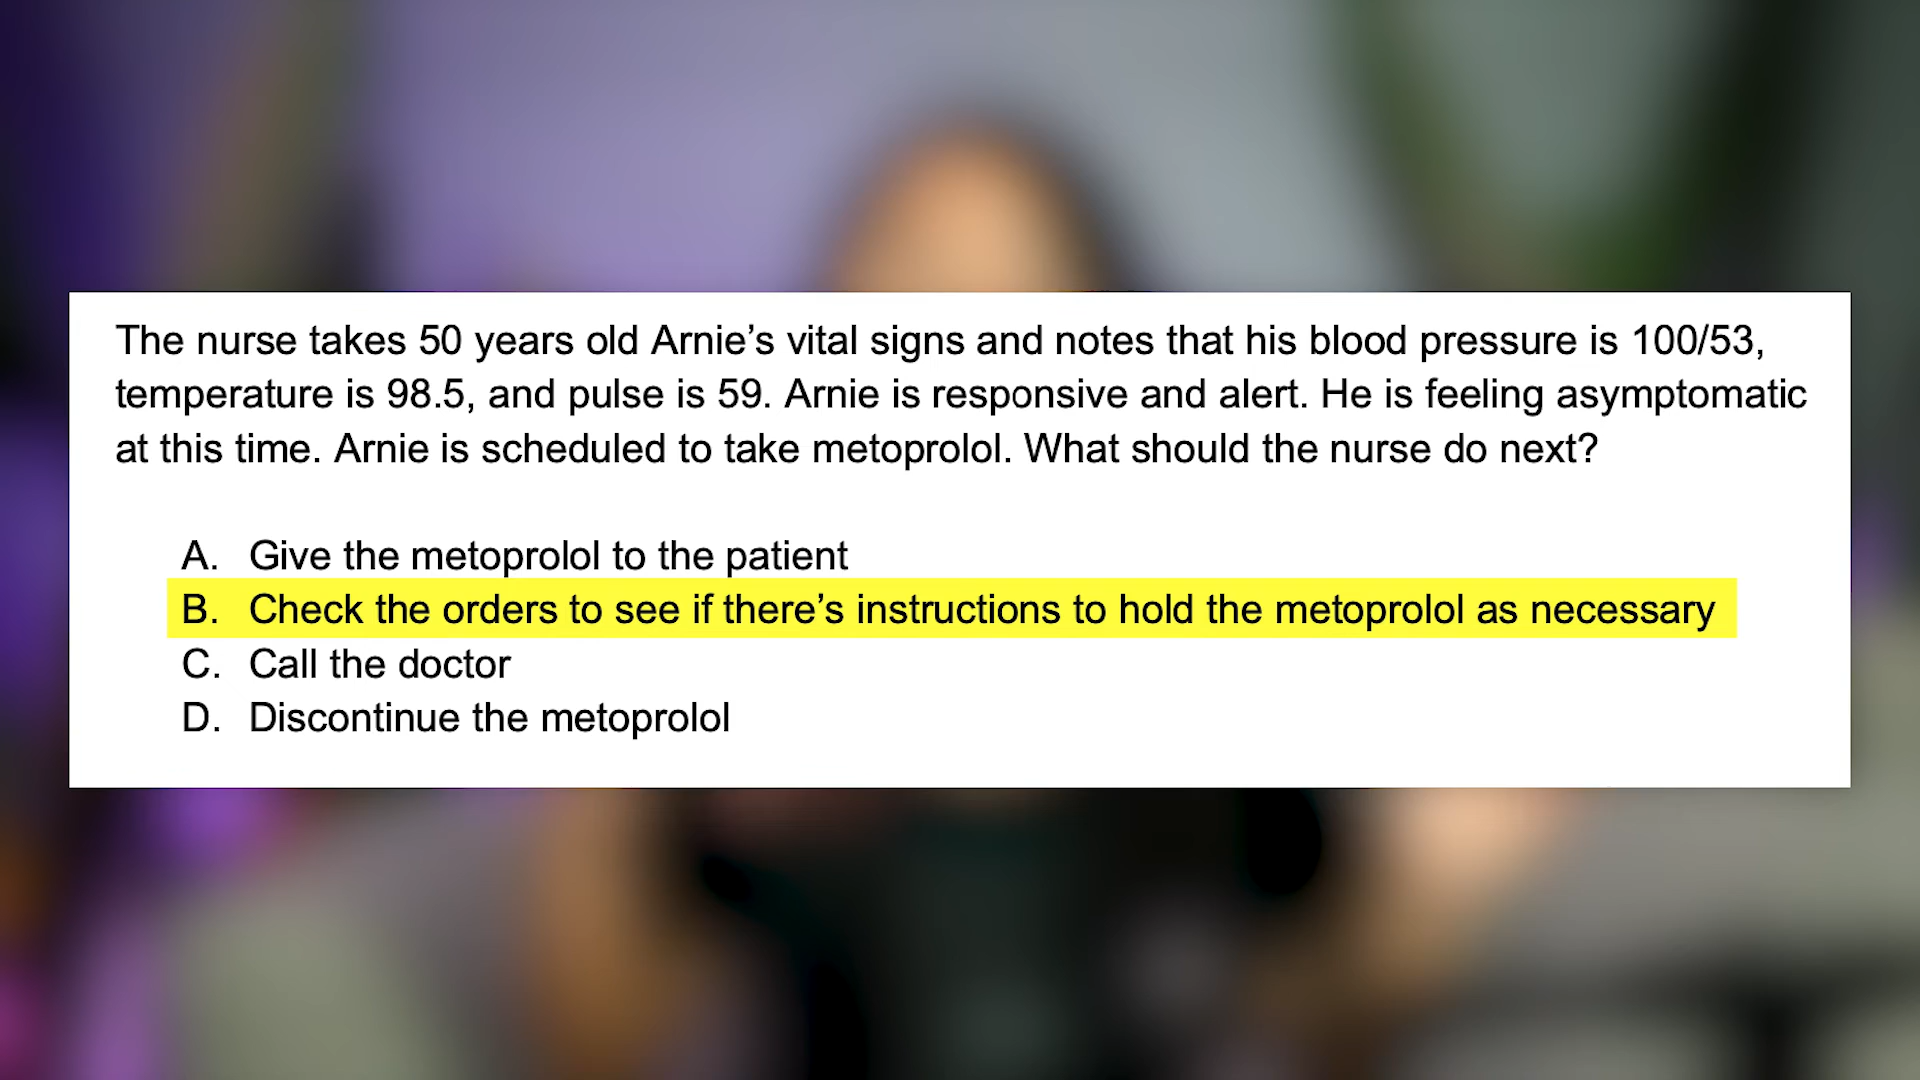 The nurse takes 50 years old Arnie’s vital signs and notes that his blood pressure is 100/53,
temperature is 98.5, and pulse is 59. Arnie is responsive and alert. He is feeling asymptomatic
at this time. Arnie is scheduled to take metoprolol. What should the nurse do next?
A. Give the metoprolol to the patient
B. Check the orders to see if there’s instructions to hold the metoprolol as necessary
C. Call the doctor
D. Discontinue the metoprolol